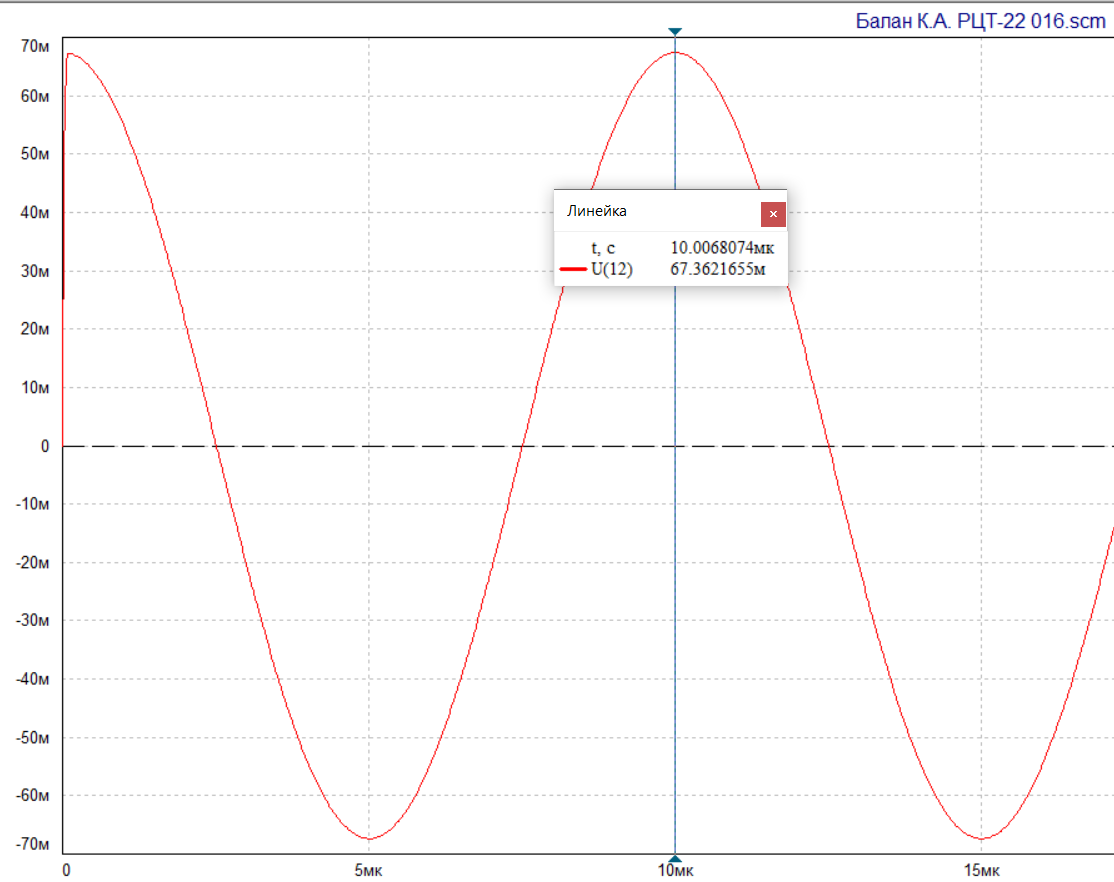 Балан К.А. РЦТ-22 016.scm
70м
60м
50м
40м
30м
20м
10м
0
-10м
-20м
-30м
-40м
-50м
-60м
-70м
Линейка
×
t, с 10.0068074мк
U(12) 67.3621655м
0 5мк 10мк 15мк